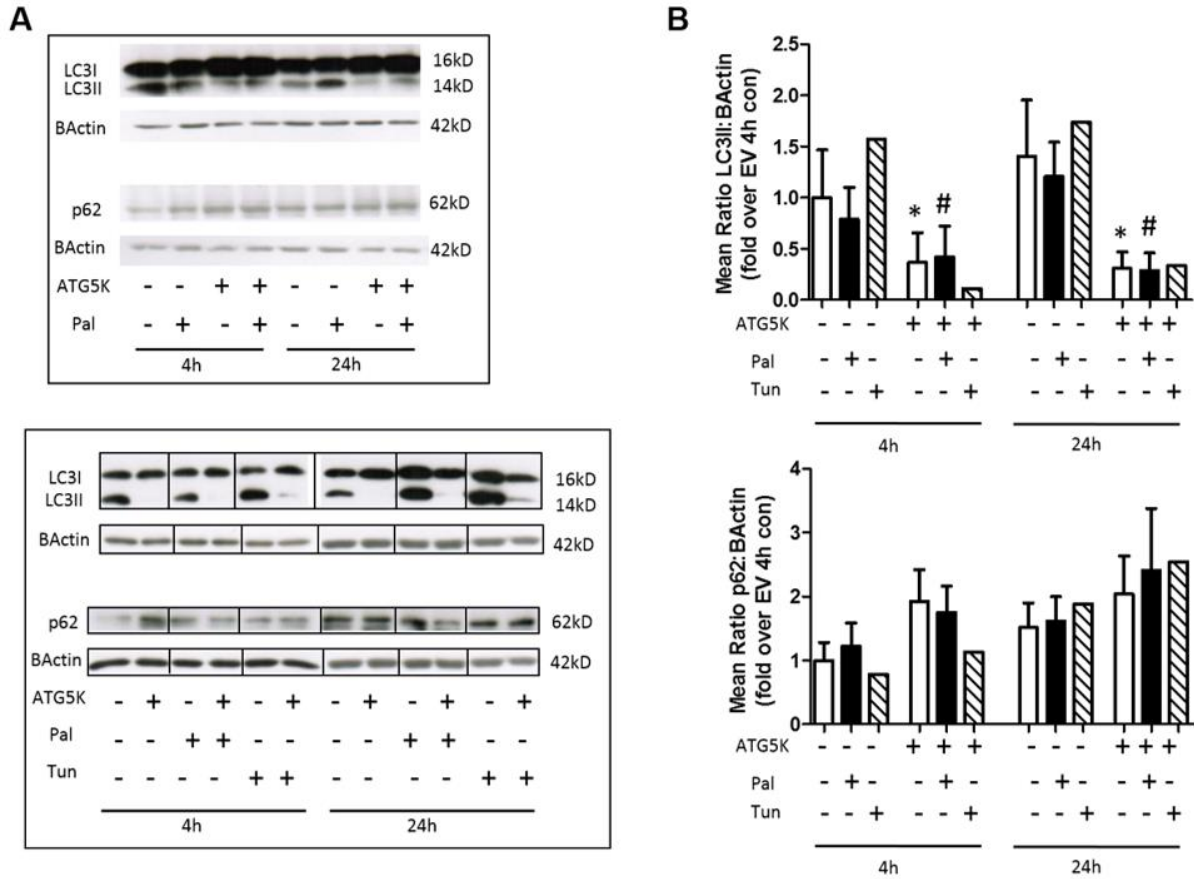 A
LC3I
LC3II
16kD
14kD
BActin
42kD
p62
62kD
BActin
42kD
ATG5K - - + + - - + +
Pal - + - + - + - +
4h 24h
LC3I
LC3II
16kD
14kD
BActin
42kD
p62
62kD
BActin
42kD
ATG5K - + - + - + - + - + - +
Pal - - + + - - - - + + - -
Tun - - - - + + - - - - + +
4h 24h
B
Mean Ratio LC3II:BActin
(fold over EV 4h con)
2.5
2.0
1.5
1.0
0.5
0.0
* #
* #
ATG5K - - - + + + - - - + + +
Pal - + - - + - - + - - + -
Tun - - + - - + - - + - - +
4h 24h
Mean Ratio p62:BActin
(fold over EV 4h con)
4
3
2
1
0
ATG5K - - - + + + - - - + + +
Pal - + - - + - - + - - + -
Tun - - + - - + - - + - - +
4h 24h